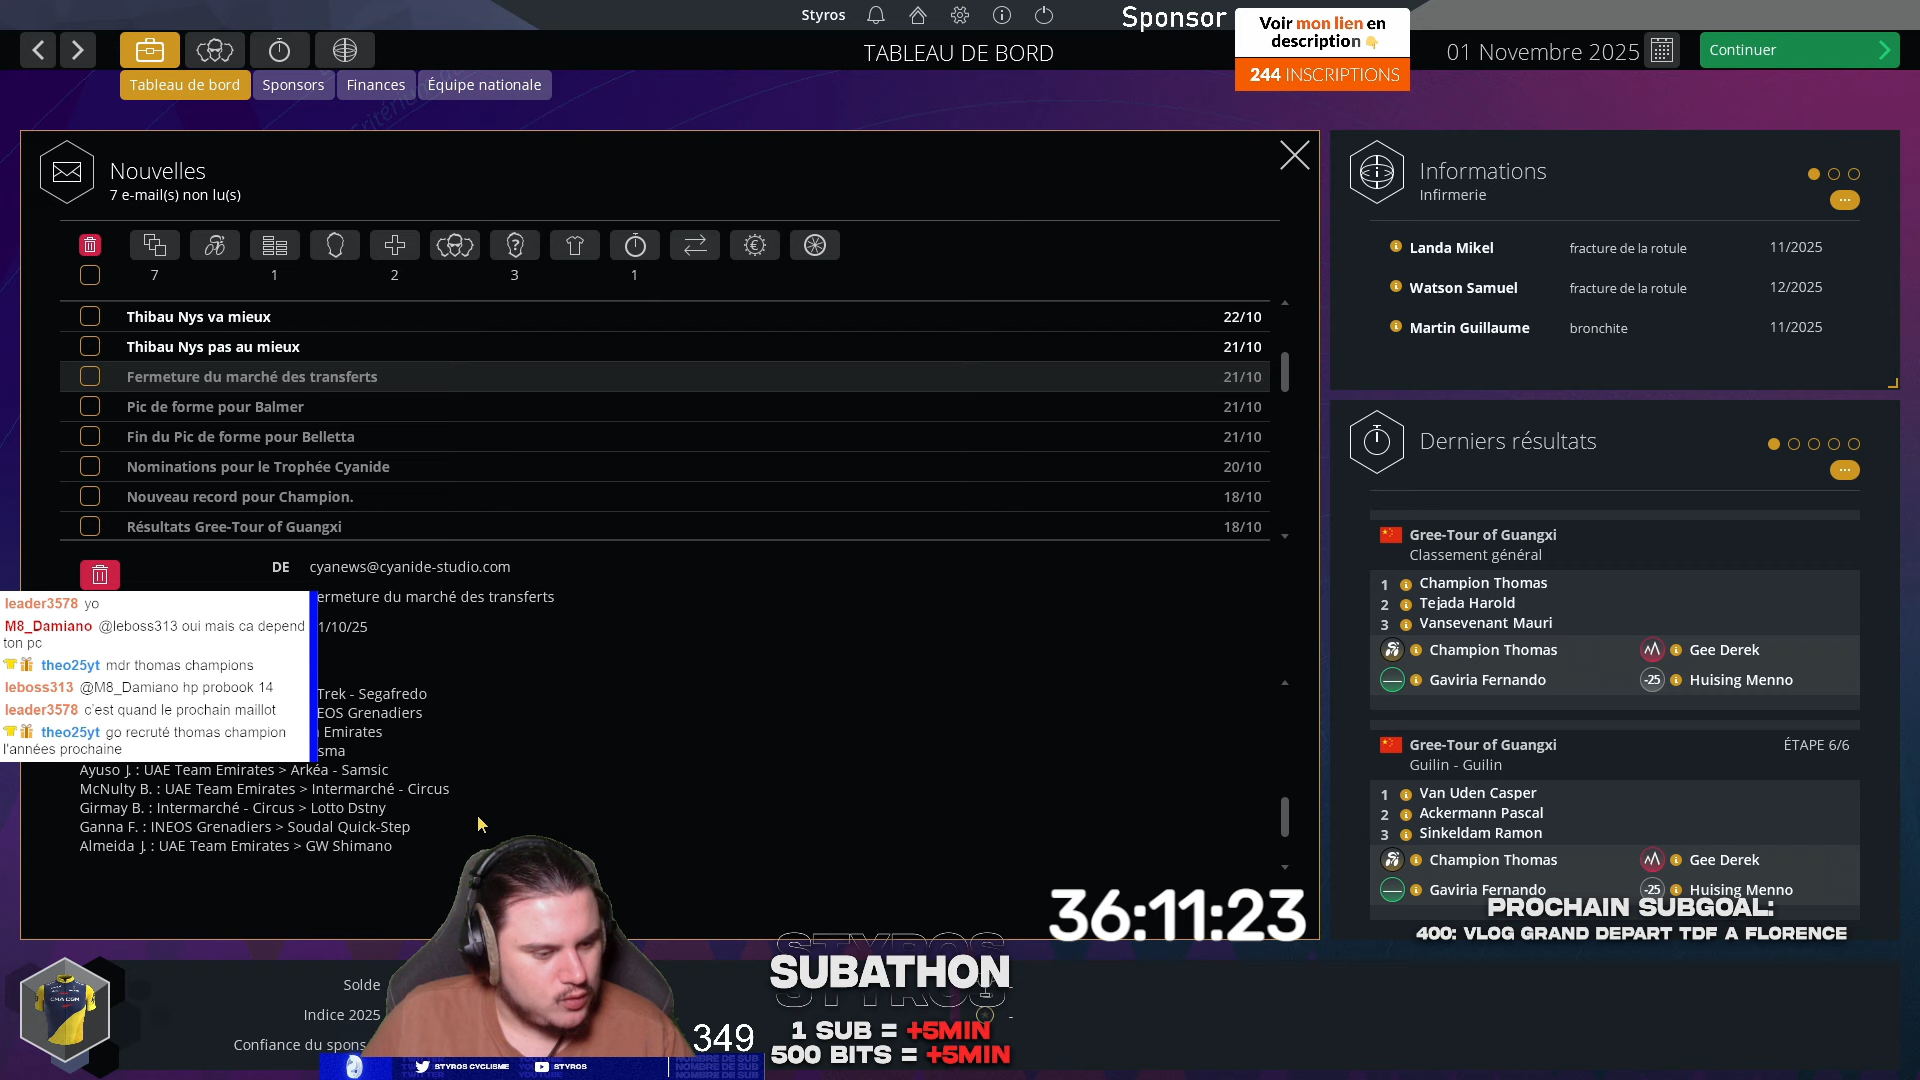 Styros
Sponsor
Voir mon lien en
description
244 INSCRIPTIONS
TABLEAU DE BORD
01 Novembre 2025
Continuer
Tableau de bord
Sponsors
Finances
Équipe nationale
Nouvelles
7 e-mail(s) non lu(s)
7
1
2
3
1
Thibau Nys va mieux 22/10
Thibau Nys pas au mieux 21/10
Fermeture du marché des transferts 21/10
Pic de forme pour Balmer 21/10
Fin du Pic de forme pour Belletta 21/10
Nominations pour le Trophée Cyanide 20/10
Nouveau record pour Champion. 18/10
Résultats Gree-Tour of Guangxi 18/10
DE cyanews@cyanide-studio.com
ermeture du marché des transferts
1/10/25
Trek - Segafredo
EOS Grenadiers
Emirates
sma
Ayuso J. : UAE Team Emirates > Arkéa - Samsic
McNulty B. : UAE Team Emirates > Intermarché - Circus
Girmay B. : Intermarché - Circus > Lotto Dstny
Ganna F. : INEOS Grenadiers > Soudal Quick-Step
Almeida J. : UAE Team Emirates > GW Shimano
leader3578 yo
M8_Damiano @leboss313 oui mais ca depend
ton pc
theo25yt mdr thomas champions
leboss313 @M8_Damiano hp probook 14
leader3578 c'est quand le prochain maillot
theo25yt go recruté thomas champion
l'années prochaine
Informations
Infirmerie
Landa Mikel fracture de la rotule 11/2025
Watson Samuel fracture de la rotule 12/2025
Martin Guillaume bronchite 11/2025
Derniers résultats
Gree-Tour of Guangxi
Classement général
1 Champion Thomas
2 Tejada Harold
3 Vansevenant Mauri
Champion Thomas
Gee Derek
Gaviria Fernando
-25 Huising Menno
Gree-Tour of Guangxi ÉTAPE 6/6
Guilin - Guilin
1 Van Uden Casper
2 Ackermann Pascal
3 Sinkeldam Ramon
Champion Thomas
Gee Derek
Gaviria Fernando
-25 Huising Menno
PROCHAIN SUBGOAL:
400: VLOG GRAND DEPART TDF A FLORENCE
36:11:23
STYROS
SUBATHON
STYROS
1 SUB = +5MIN
500 BITS = +5MIN
Solde
Indice 2025
Confiance du spons
CMA CGM
349
NOMBRE DE SUB
STYROS CYCLISME
STYROS